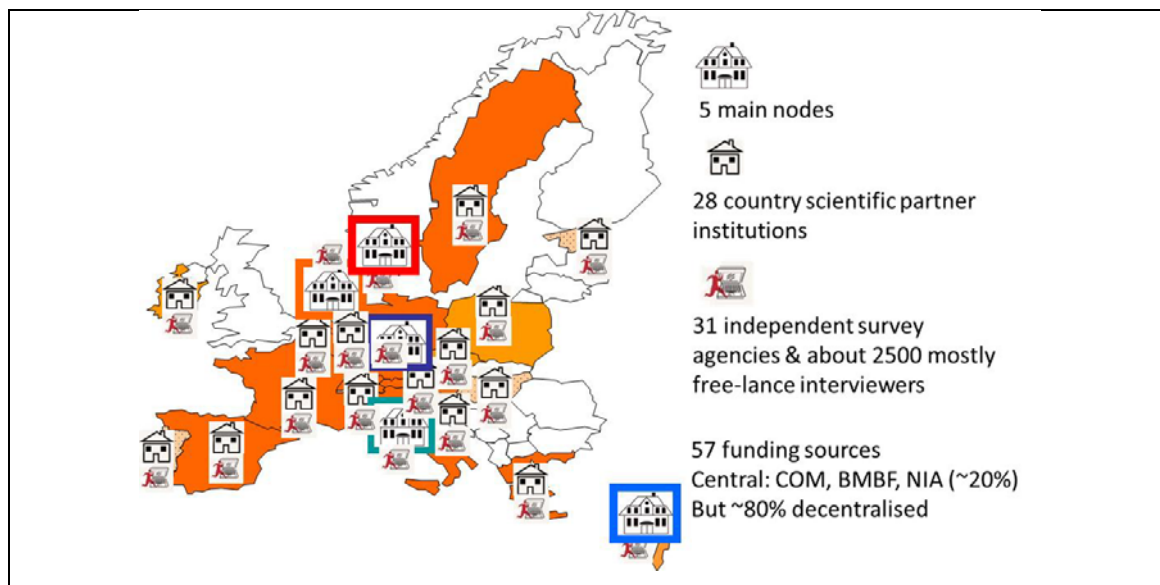 5 main nodes
28 country scientific partner
institutions
31 independent survey
agencies & about 2500 mostly
free-lance interviewers
57 funding sources
Central: COM, BMBF, NIA (~20%)
But ~80% decentralised